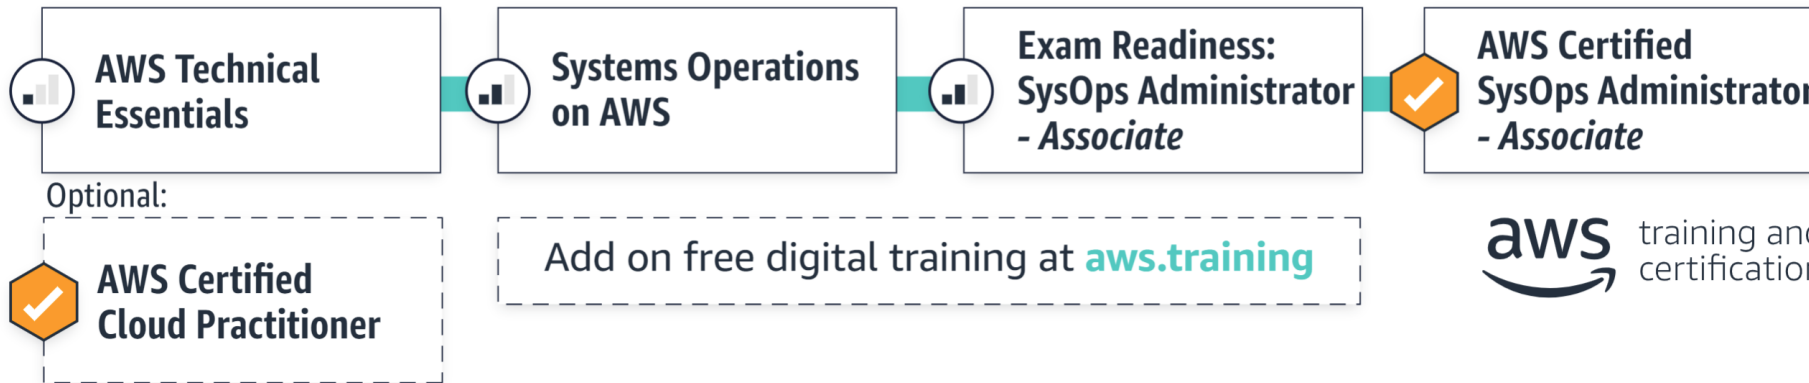 AWS Technical
Essentials
Systems Operations
on AWS
Exam Readiness:
SysOps Administrator
- Associate
AWS Certified
SysOps Administrator
- Associate
Optional:
AWS Certified
Cloud Practitioner
Add on free digital training at aws.training
aws
training and
certification